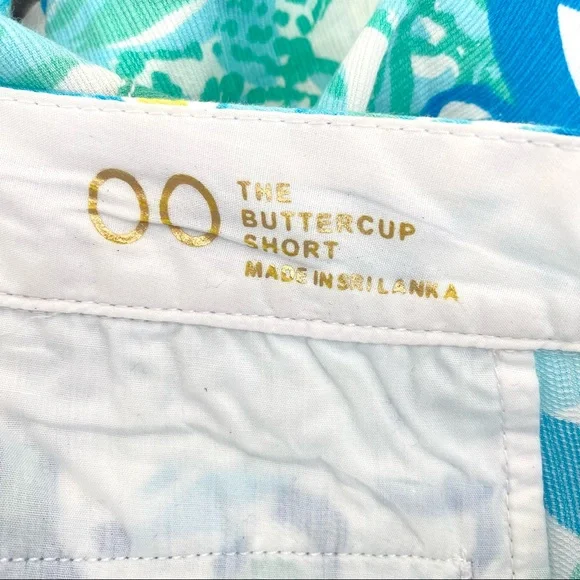 00
THE
BUTTERCUP
SHORT
MADE IN SRI LANKA